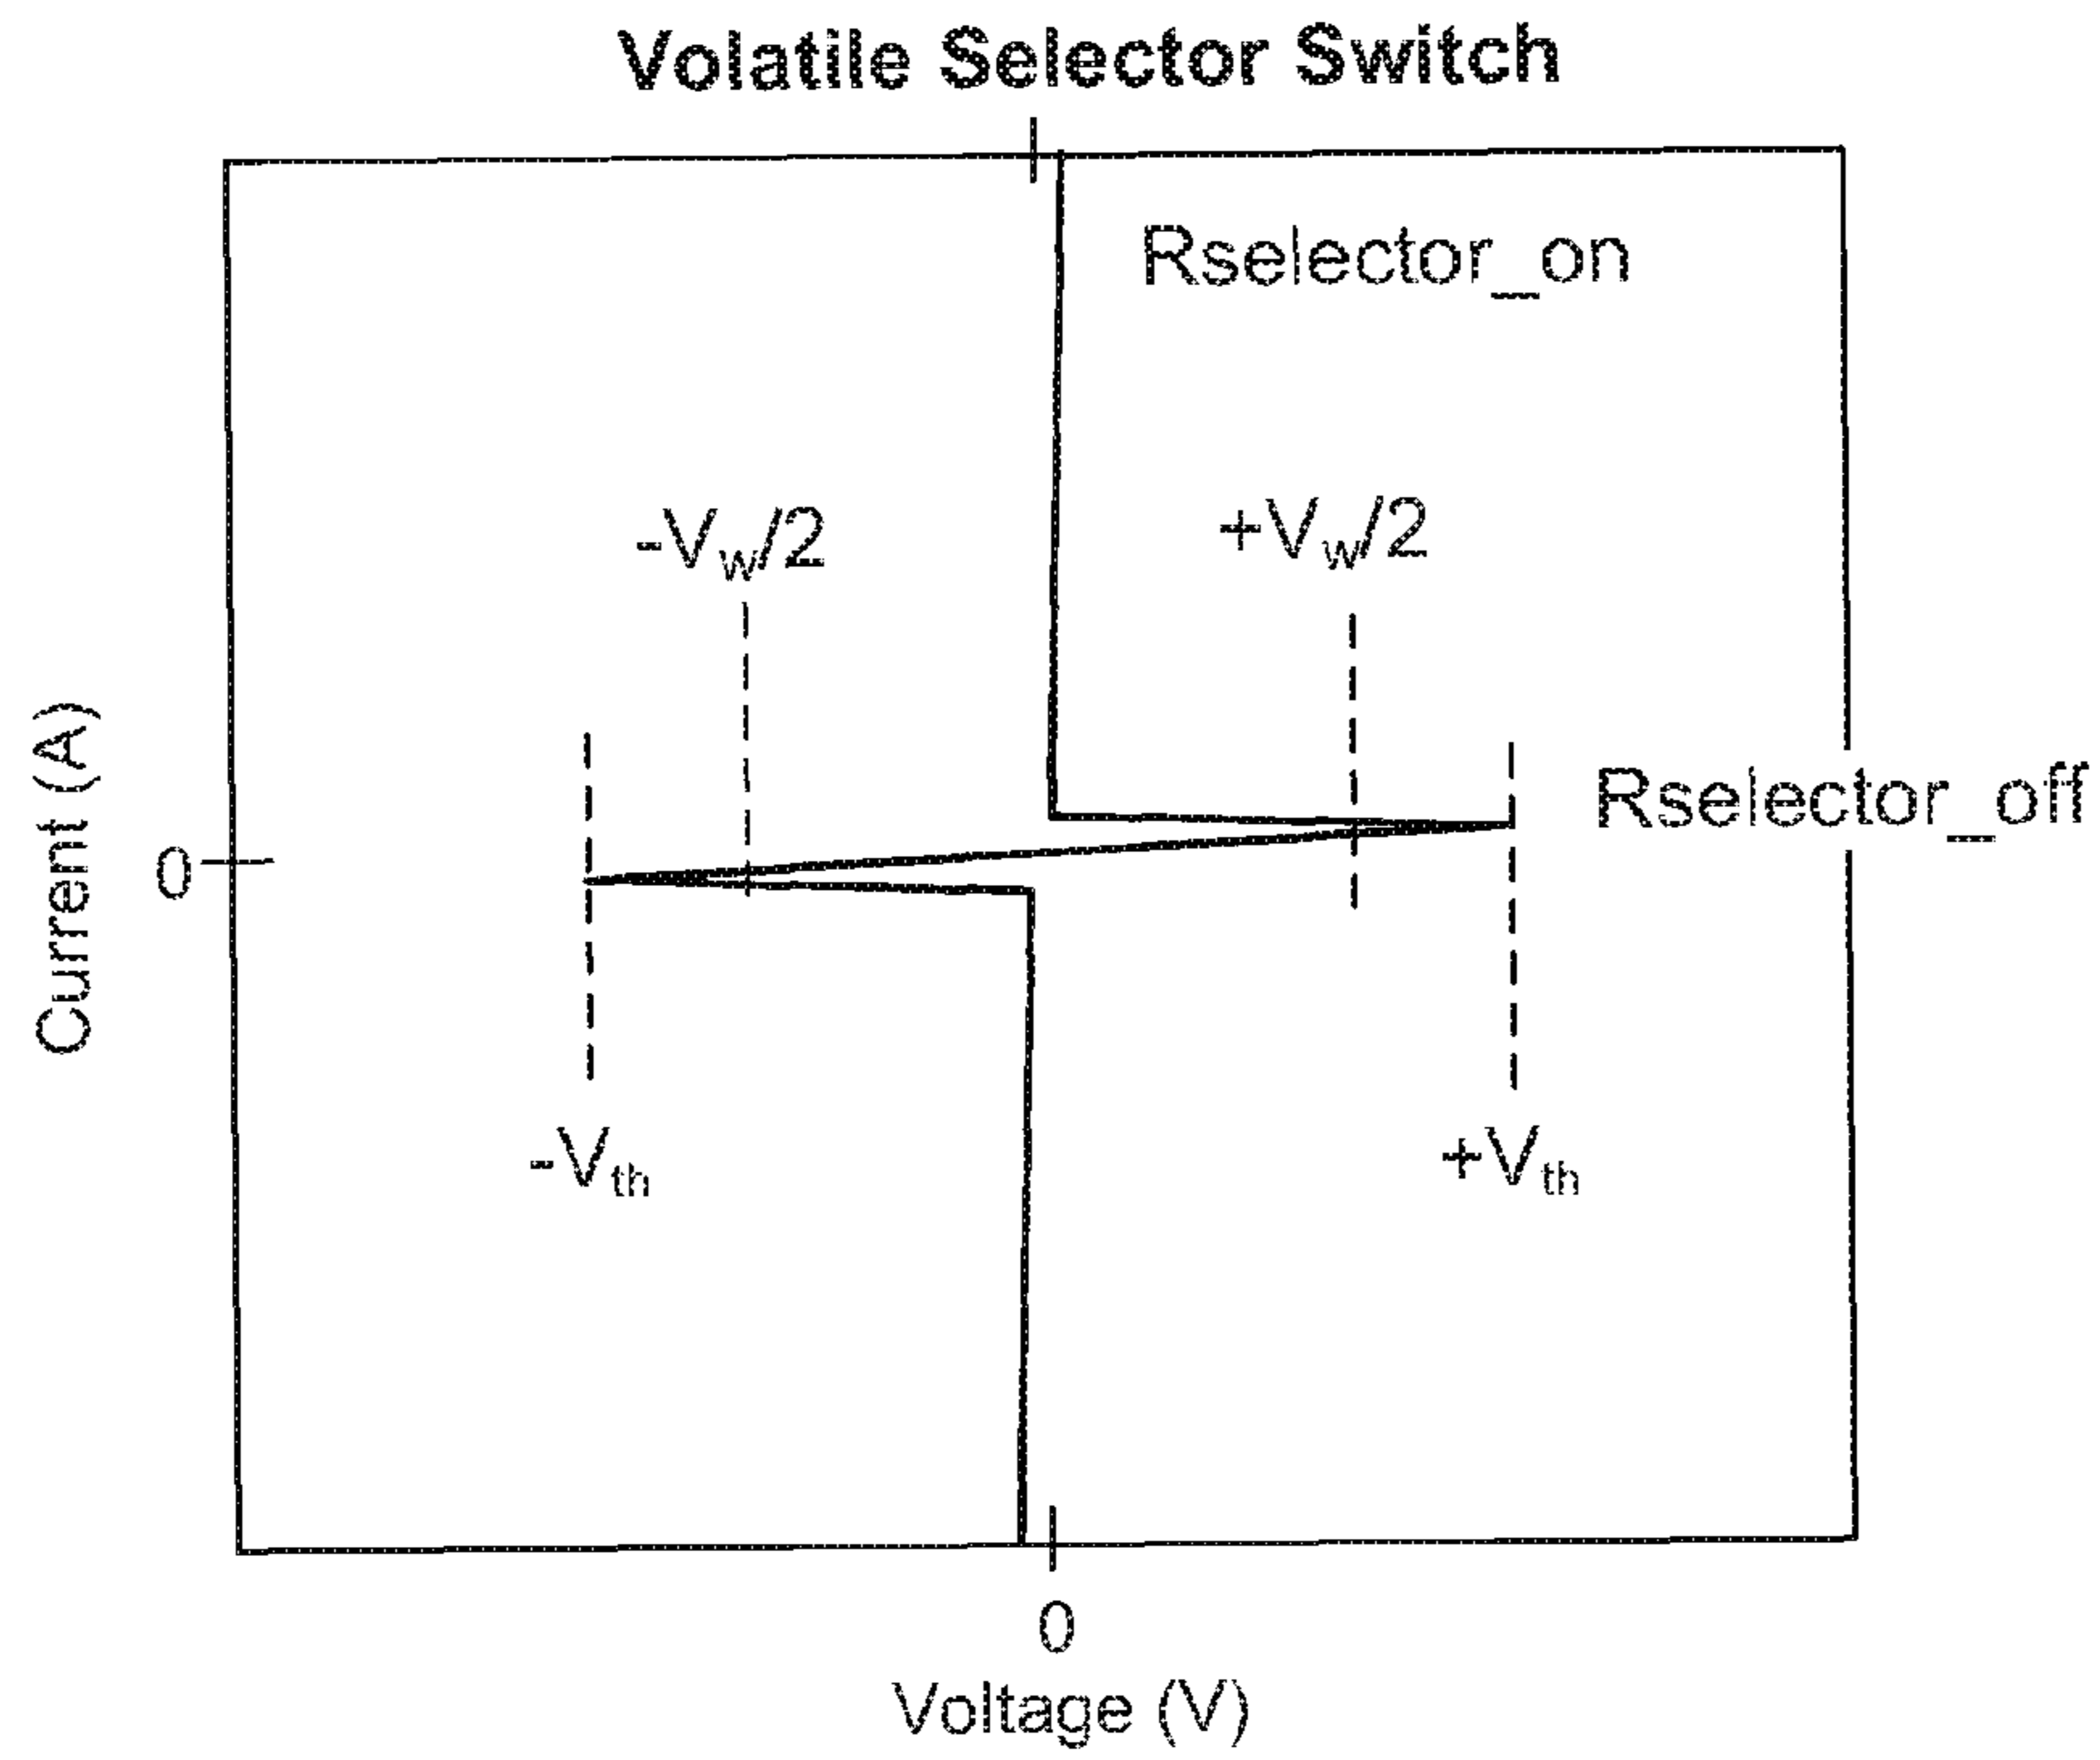 Volatile Selector Switch
Rselector_on
-Vw/2
+Vw/2
Rselector_off
Current (A)
0
-Vth
+Vth
0
Voltage (V)